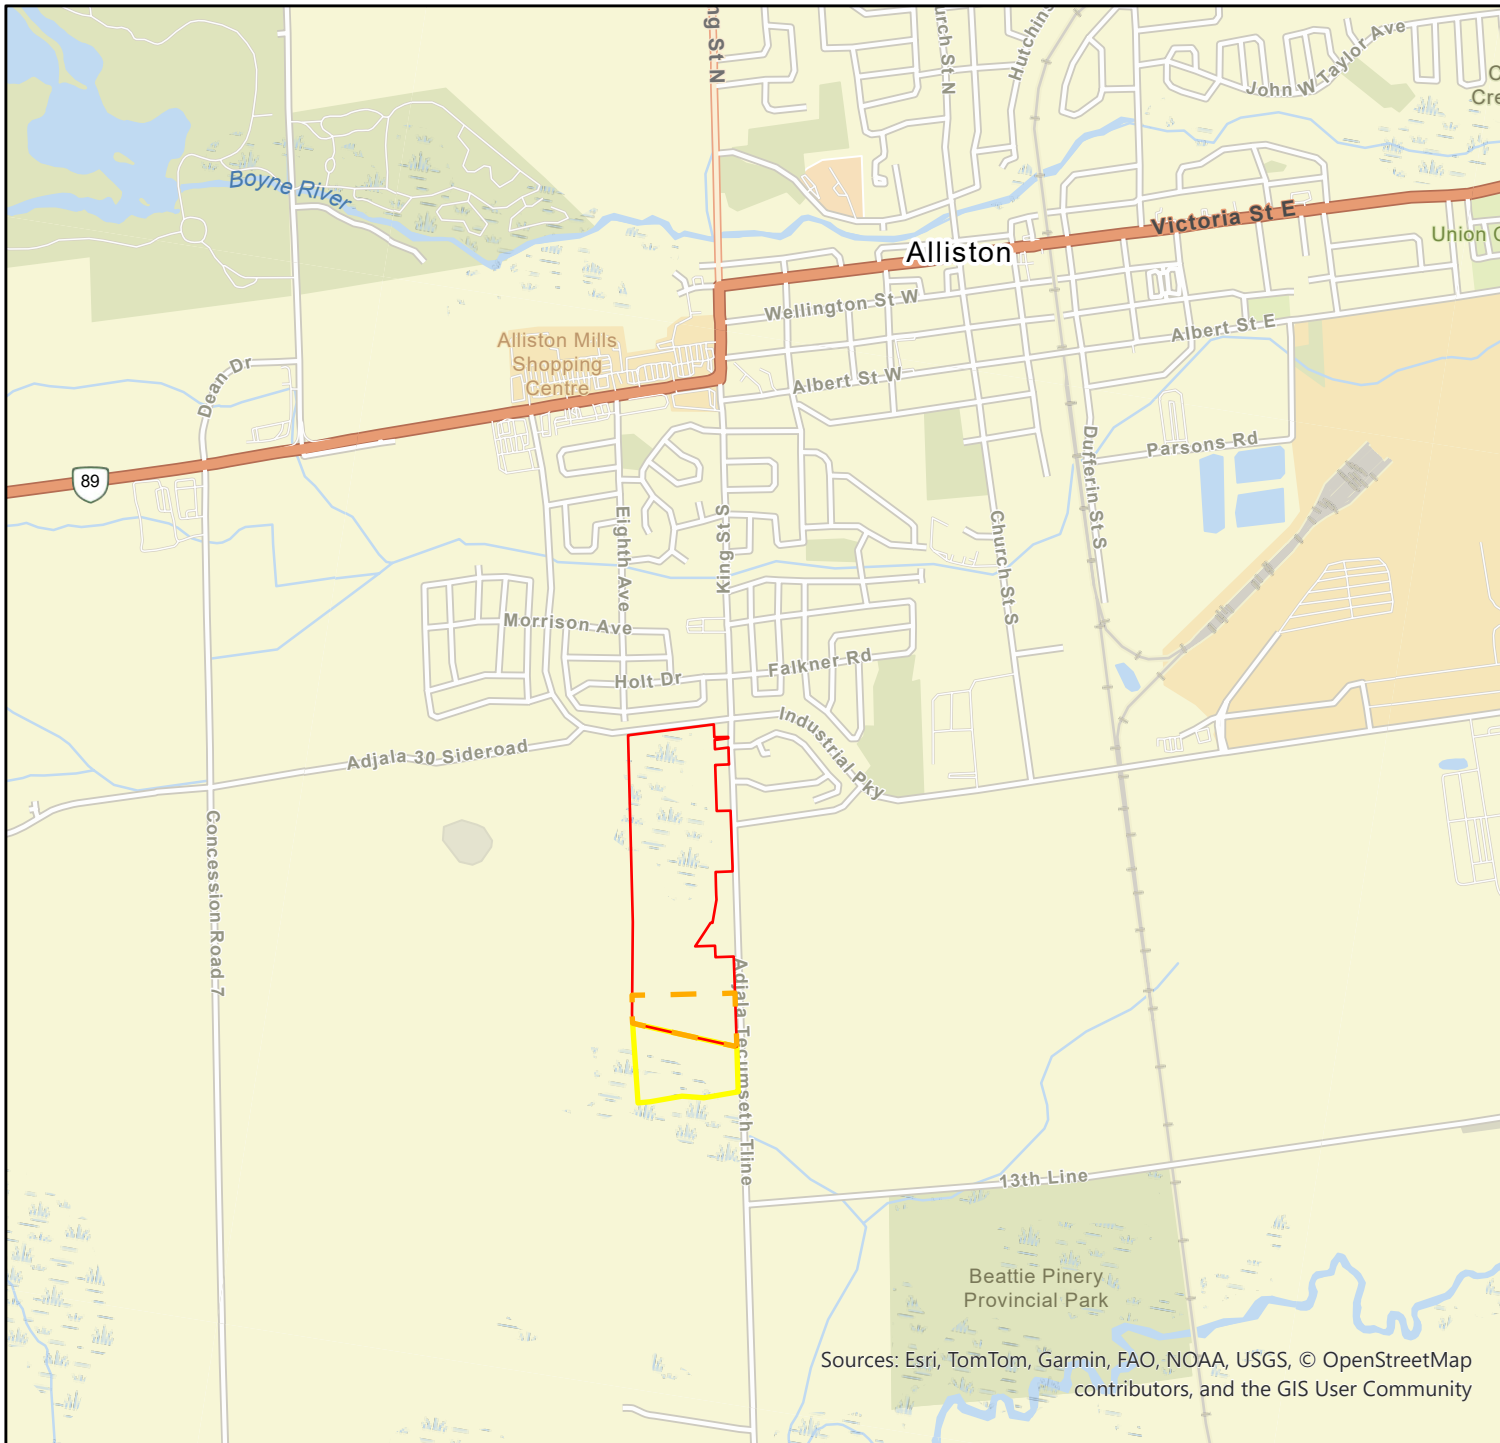 ng St N
urch St N
Hutchins
John W Taylor Ave
C
Cre
Boyne River
Victoria St E
Alliston
Union C
Wellington St W
Albert St E
Alliston Mills
Shopping
Centre
Dean Dr
Albert St W
89
Parsons Rd
Dufferin St S
Eighth Ave
King St S
Church St S
Morrison Ave
Holt Dr
Falkner Rd
Industrial Pky
Adjala 30 Sideroad
Concession Road 7
Adjala Tecumseth Tline
13th Line
Beattie Pinery
Provincial Park
Sources: Esri, TomTom, Garmin, FAO, NOAA, USGS, © OpenStreetMap
contributors, and the GIS User Community